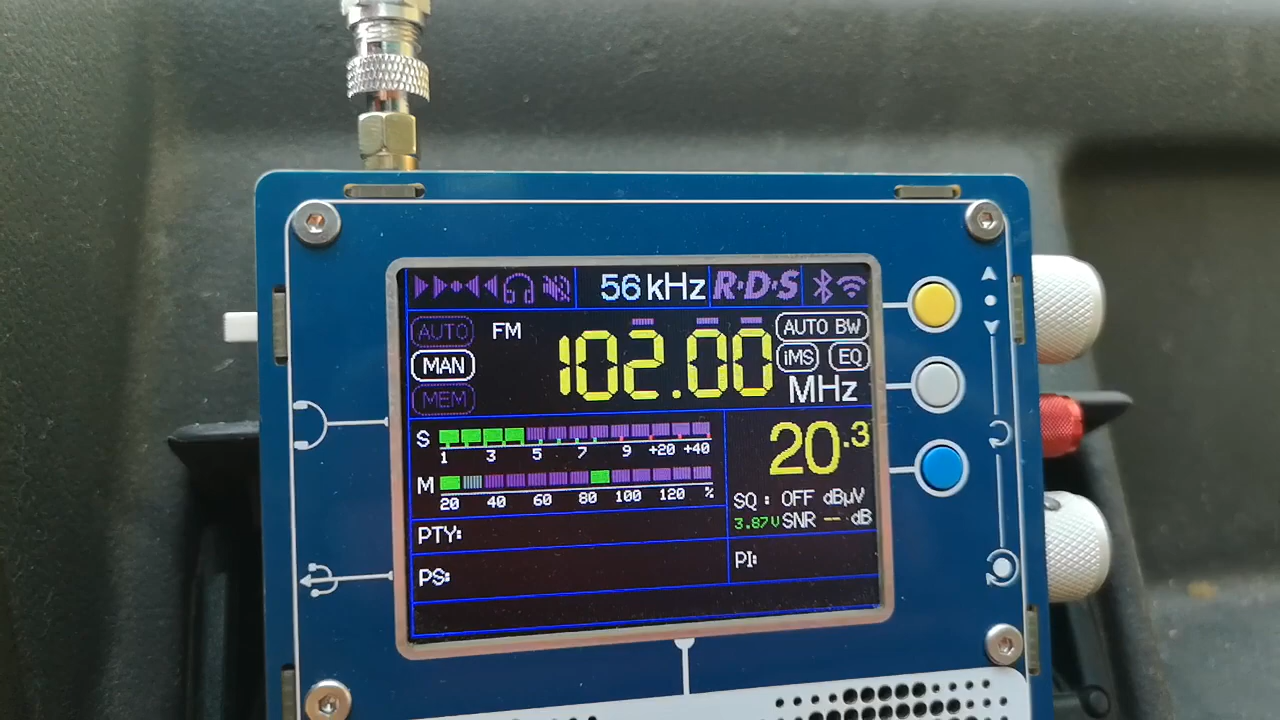 56 kHz R·D·S
AUTO FM AUTO BW
MAN 102.00 iMS EQ
MEM MHz
S 1 3 5 7 9 +20 +40
20.3
M 20 40 60 80 100 120 %
SQ : OFF dBµV
3.87V SNR -- dB
PTY:
PI:
PS: